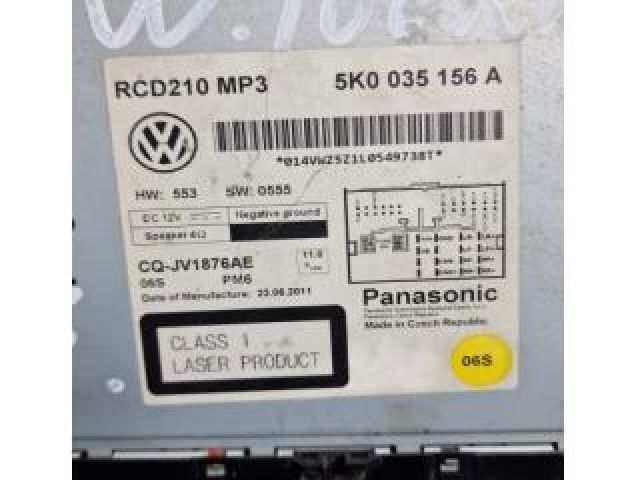 RCD210 MP3 5K0 035 156 A
*014VWZ5Z1L0549738T*
HW: 553 SW: 0555
DC 12V Negative ground
Speaker 4Ω
CQ-JV1876AE
06S PM6
Date of Manufacture: 23.06.2011
Panasonic
Made in Czech Republic
CLASS 1
LASER PRODUCT
06S